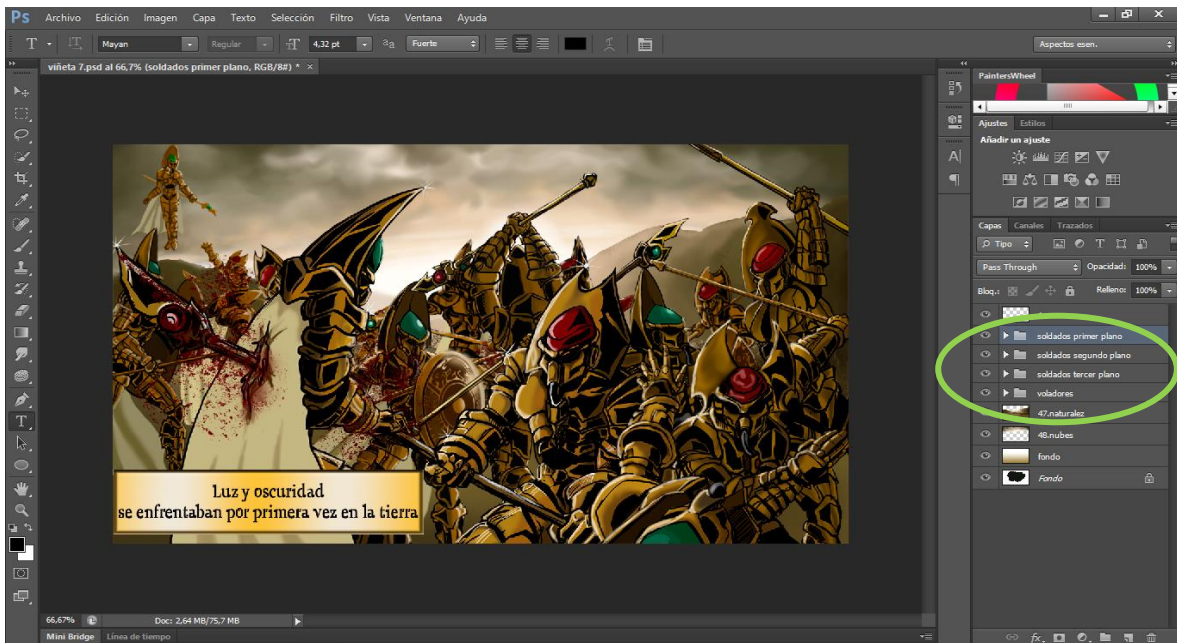 Ps Archivo Edición Imagen Capa Texto Selección Filtro Vista Ventana Ayuda
T T Mayan Regular T 4,32 pt aa Fuerte Aspectos esen.
viñeta 7.psd al 66,7% (soldados primer plano, RGB/8#) * ×
PaintersWheel
Ajustes Estilos
Añadir un ajuste
Capas Canales Trazados
Tipo
Pass Through Opacidad: 100%
Bloq.: Relleno: 100%
soldados primer plano
soldados segundo plano
soldados tercer plano
voladores
47.naturalez
48.nubes
fondo
Fondo
Luz y oscuridad
se enfrentaban por primera vez en la tierra
66,67% Doc: 2,64 MB/75,7 MB
Mini Bridge Línea de tiempo
fx